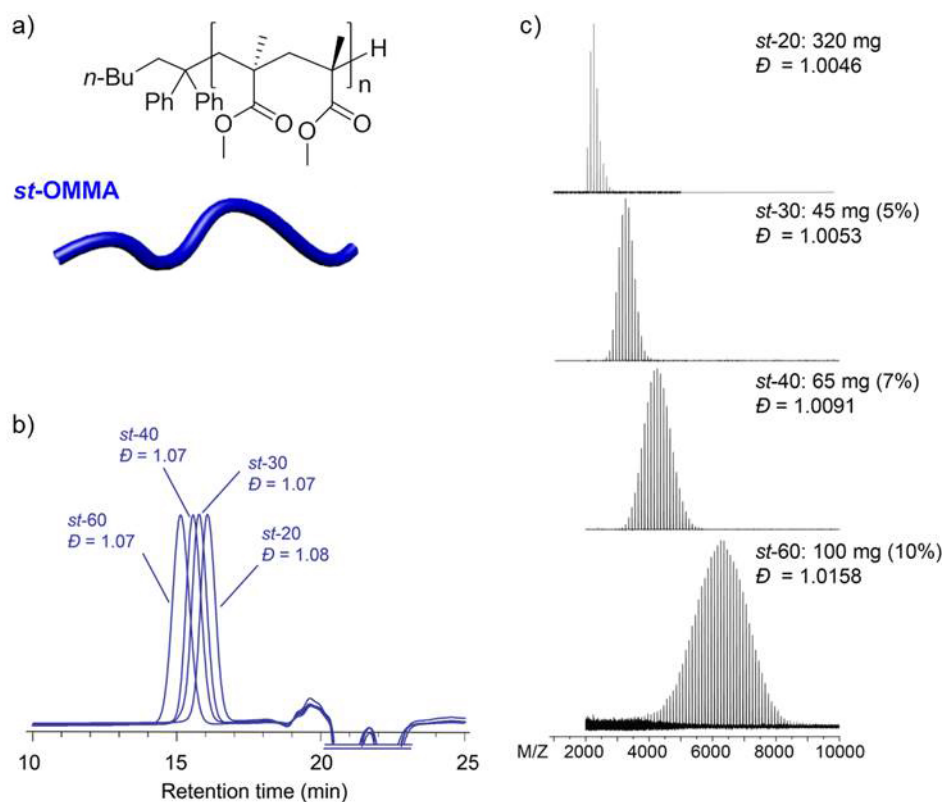 a)
n-Bu
Ph
Ph
H
n
O
O
O
O
st-OMMA
b)
st-40
Đ = 1.07
st-30
Đ = 1.07
st-60
Đ = 1.07
st-20
Đ = 1.08
10
15
20
25
Retention time (min)
c)
st-20: 320 mg
Đ = 1.0046
st-30: 45 mg (5%)
Đ = 1.0053
st-40: 65 mg (7%)
Đ = 1.0091
st-60: 100 mg (10%)
Đ = 1.0158
M/Z
2000
4000
6000
8000
10000